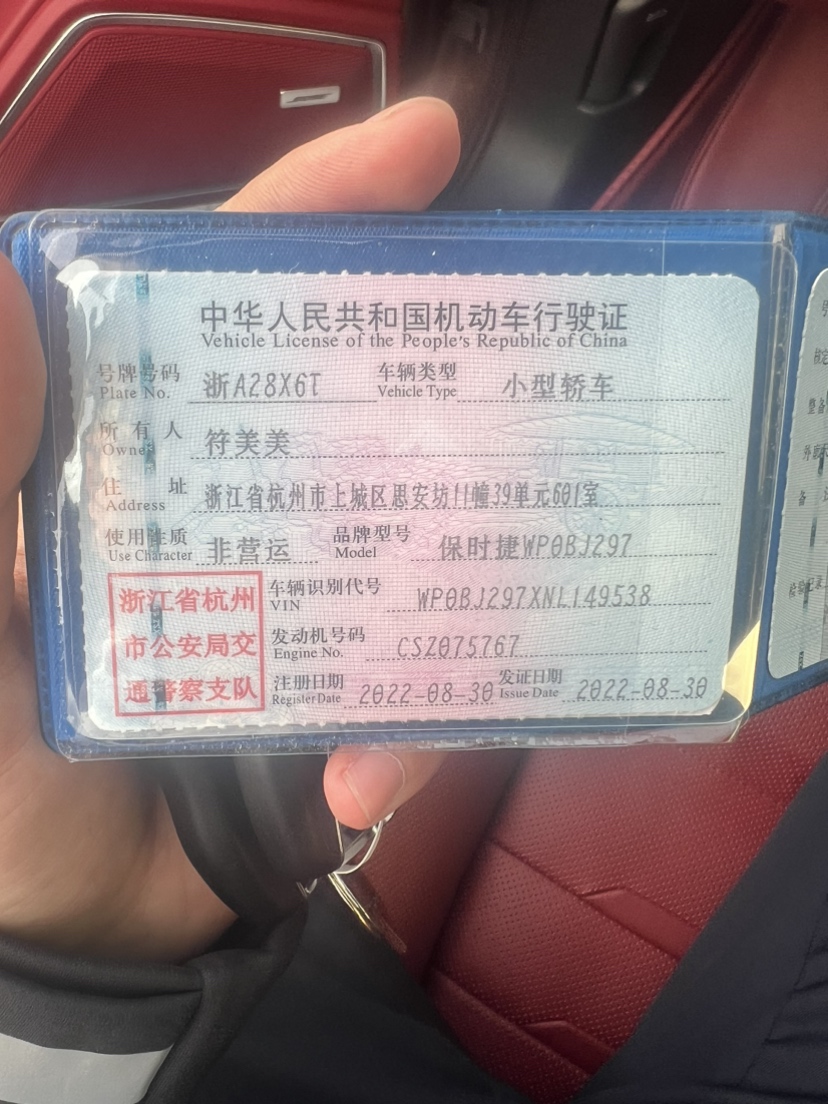 中华人民共和国机动车行驶证
Vehicle License of the People's Republic of China
号牌号码 浙A28X6T 车辆类型 小型轿车
Plate No. Vehicle Type
所有人 符美美
Owner
住址 浙江省杭州市上城区思安坊11幢39单元601室
Address
使用性质 非营运 品牌型号 保时捷WP0BJ297
Use Character Model
浙江省杭州
市公安局交
通警察支队
车辆识别代号 WP0BJ297XNL149538
VIN
发动机号码 CSZ075767
Engine No.
注册日期 2022-08-30 发证日期 2022-08-30
Register Date Issue Date